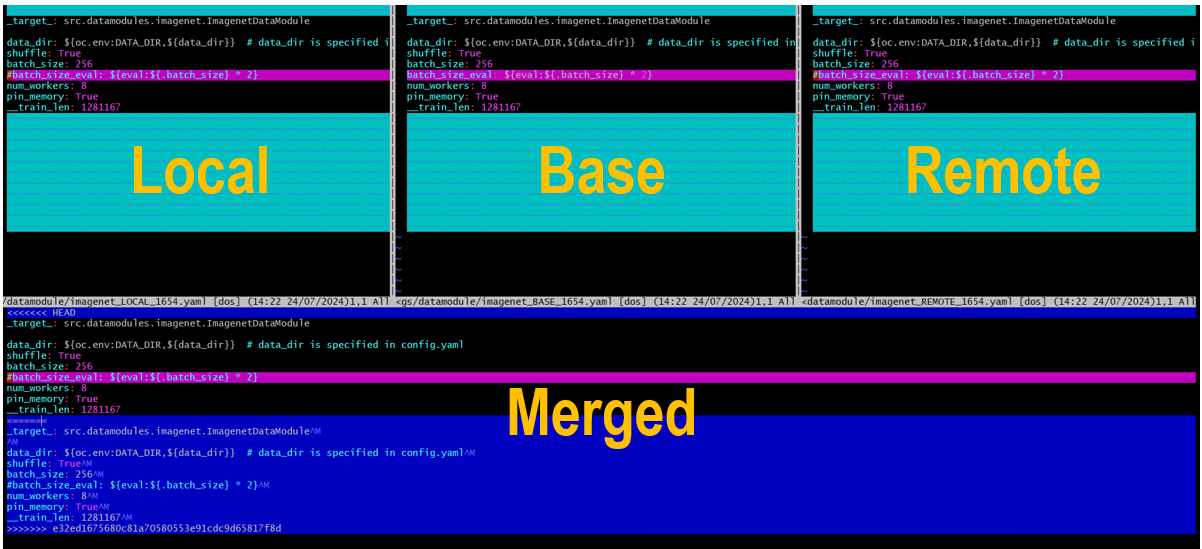 _target_: src.datamodules.imagenet.ImagenetDataModule
data_dir: ${oc.env:DATA_DIR,${data_dir}}  # data_dir is specified i
shuffle: True
batch_size: 256
#batch_size_eval: ${eval:${.batch_size} * 2}
num_workers: 8
pin_memory: True
__train_len: 1281167
Local
/datamodule/imagenet_LOCAL_1654.yaml [dos] (14:22 24/07/2024)1,1 All
_target_: src.datamodules.imagenet.ImagenetDataModule
data_dir: ${oc.env:DATA_DIR,${data_dir}}  # data_dir is specified in
shuffle: True
batch_size: 256
batch_size_eval: ${eval:${.batch_size} * 2}
num_workers: 8
pin_memory: True
__train_len: 1281167
Base
~
~
~
~
~
~
<gs/datamodule/imagenet_BASE_1654.yaml [dos] (14:22 24/07/2024)1,1 All
_target_: src.datamodules.imagenet.ImagenetDataModule
data_dir: ${oc.env:DATA_DIR,${data_dir}}  # data_dir is specified i
shuffle: True
batch_size: 256
#batch_size_eval: ${eval:${.batch_size} * 2}
num_workers: 8
pin_memory: True
__train_len: 1281167
Remote
~
~
~
~
~
~
<datamodule/imagenet_REMOTE_1654.yaml [dos] (14:22 24/07/2024)1,1 All
<<<<<<< HEAD
_target_: src.datamodules.imagenet.ImagenetDataModule
data_dir: ${oc.env:DATA_DIR,${data_dir}}  # data_dir is specified in config.yaml
shuffle: True
batch_size: 256
#batch_size_eval: ${eval:${.batch_size} * 2}
num_workers: 8
pin_memory: True
__train_len: 1281167
Merged
=======
_target_: src.datamodules.imagenet.ImagenetDataModule^M
^M
data_dir: ${oc.env:DATA_DIR,${data_dir}}  # data_dir is specified in config.yaml^M
shuffle: True^M
batch_size: 256^M
#batch_size_eval: ${eval:${.batch_size} * 2}^M
num_workers: 8^M
pin_memory: True^M
__train_len: 1281167^M
>>>>>>> e32ed1675680c81a70580553e91cdc9d65817f8d